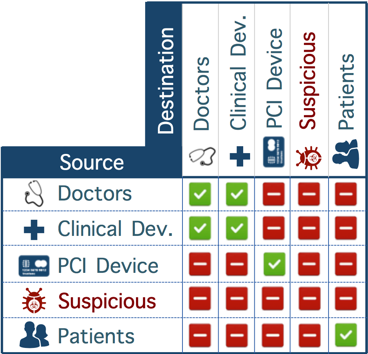 Destination
Doctors
Clinical Dev.
PCI Device
Suspicious
Patients
Source
Doctors
Clinical Dev.
PCI Device
Suspicious
Patients